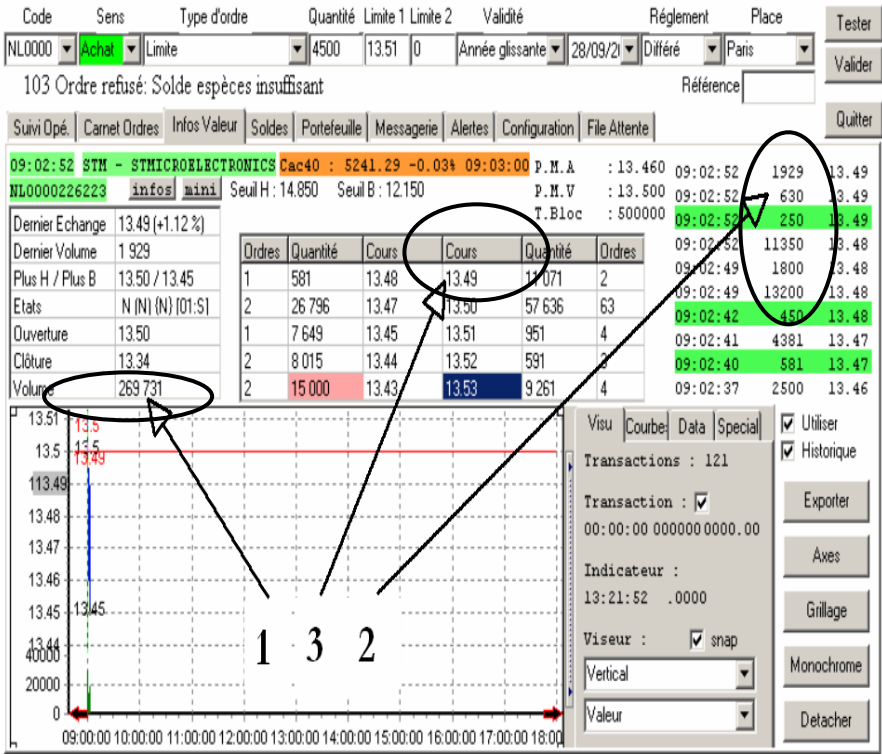 Code Sens Type d'ordre Quantité Limite 1 Limite 2 Validité Réglement Place Tester
NL0000 Achat Limite 4500 13.51 0 Année glissante 28/09/2 Différé Paris Valider
103 Ordre refusé: Solde espèces insuffisant Référence
Suivi Opé. Carnet Ordres Infos Valeur Soldes Portefeuille Messagerie Alertes Configuration File Attente Quitter
09:02:52 STM - STMICROELECTRONICS Cac40 : 5241.29 -0.03% 09:03:00 P.M.A : 13.460
NL0000226223 infos mini Seuil H : 14.850 Seuil B : 12.150 P.M.V : 13.500
T.Bloc : 500000
09:02:52 1929 13.49
09:02:52 630 13.49
09:02:52 250 13.49
09:02:52 11350 13.48
09:02:49 1800 13.48
09:02:49 13200 13.48
09:02:42 450 13.48
09:02:41 4381 13.47
09:02:40 581 13.47
09:02:37 2500 13.46
Dernier Echange 13.49 (+1.12 %)
Dernier Volume 1 929
Plus H / Plus B 13.50 / 13.45
Etats N (N) {N} [01:S]
Ouverture 13.50
Clôture 13.34
Volume 269 731
Ordres Quantité Cours Cours Quantité Ordres
1 581 13.48 13.49 11 071 2
2 26 796 13.47 13.50 57 636 63
1 7 649 13.45 13.51 951 4
2 8 015 13.44 13.52 591 3
2 15 000 13.43 13.53 9 261 4
13.51 13.5
13.5 13.5
13.49
113.49
13.48
13.47
13.46
13.45 13.45
13.44
40000
20000
0
09:00:00 10:00:00 11:00:00 12:00:00 13:00:00 14:00:00 15:00:00 16:00:00 17:00:00 18:00
1 3 2
Visu Courbe: Data Special
Transactions : 121
Transaction :
00:00:00 000000 0000.00
Indicateur :
13:21:52 .0000
Viseur : snap
Vertical
Valeur
Utiliser
Historique
Exporter
Axes
Grillage
Monochrome
Detacher